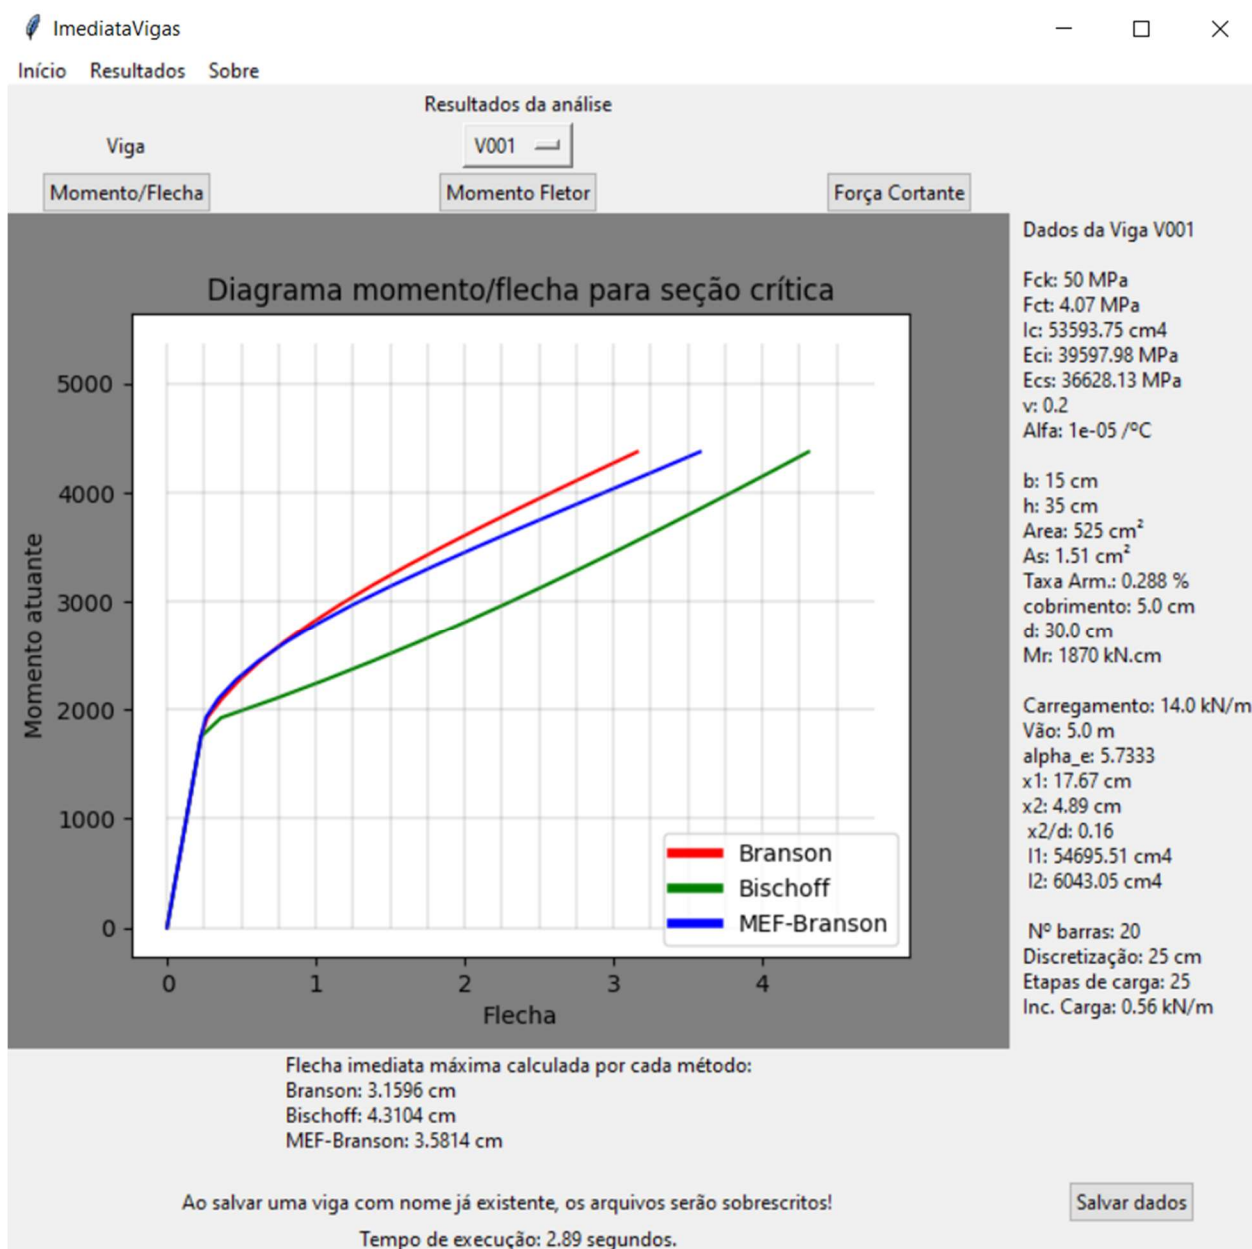 ImediataVigas
Início Resultados Sobre
Resultados da análise
Viga V001
Momento/Flecha Momento Fletor Força Cortante
Diagrama momento/flecha para seção crítica
Momento atuante
5000
4000
3000
2000
1000
0
0 1 2 3 4
Flecha
Branson
Bischoff
MEF-Branson
Dados da Viga V001
Fck: 50 MPa
Fct: 4.07 MPa
Ic: 53593.75 cm4
Eci: 39597.98 MPa
Ecs: 36628.13 MPa
v: 0.2
Alfa: 1e-05 /ºC
b: 15 cm
h: 35 cm
Area: 525 cm²
As: 1.51 cm²
Taxa Arm.: 0.288 %
cobrimento: 5.0 cm
d: 30.0 cm
Mr: 1870 kN.cm
Carregamento: 14.0 kN/m
Vão: 5.0 m
alpha_e: 5.7333
x1: 17.67 cm
x2: 4.89 cm
x2/d: 0.16
I1: 54695.51 cm4
I2: 6043.05 cm4
Nº barras: 20
Discretização: 25 cm
Etapas de carga: 25
Inc. Carga: 0.56 kN/m
Flecha imediata máxima calculada por cada método:
Branson: 3.1596 cm
Bischoff: 4.3104 cm
MEF-Branson: 3.5814 cm
Ao salvar uma viga com nome já existente, os arquivos serão sobrescritos!
Salvar dados
Tempo de execução: 2.89 segundos.